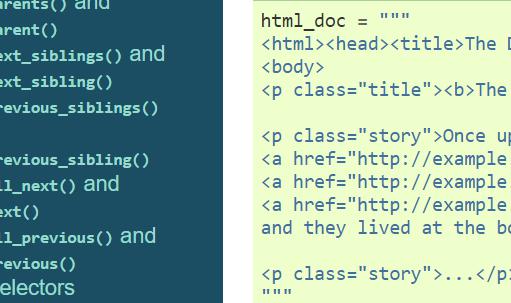 arents() and
arent()
ext_siblings() and
ext_sibling()
revious_siblings()
revious_sibling()
ll_next() and
ext()
ll_previous() and
revious()
electors
html_doc = """
<html><head><title>The D
<body>
<p class="title"><b>The
<p class="story">Once up
<a href="http://example
<a href="http://example
<a href="http://example
and they lived at the bo
<p class="story">...</p>
"""